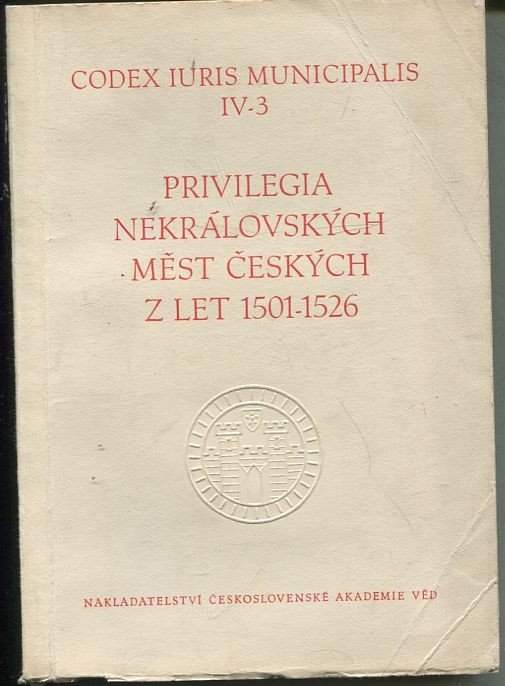 CODEX IURIS MUNICIPALIS
IV-3
PRIVILEGIA
NEKRÁLOVSKÝCH
MĚST ČESKÝCH
Z LET 1501-1526
NAKLADATELSTVÍ ČESKOSLOVENSKÉ AKADEMIE VĚD